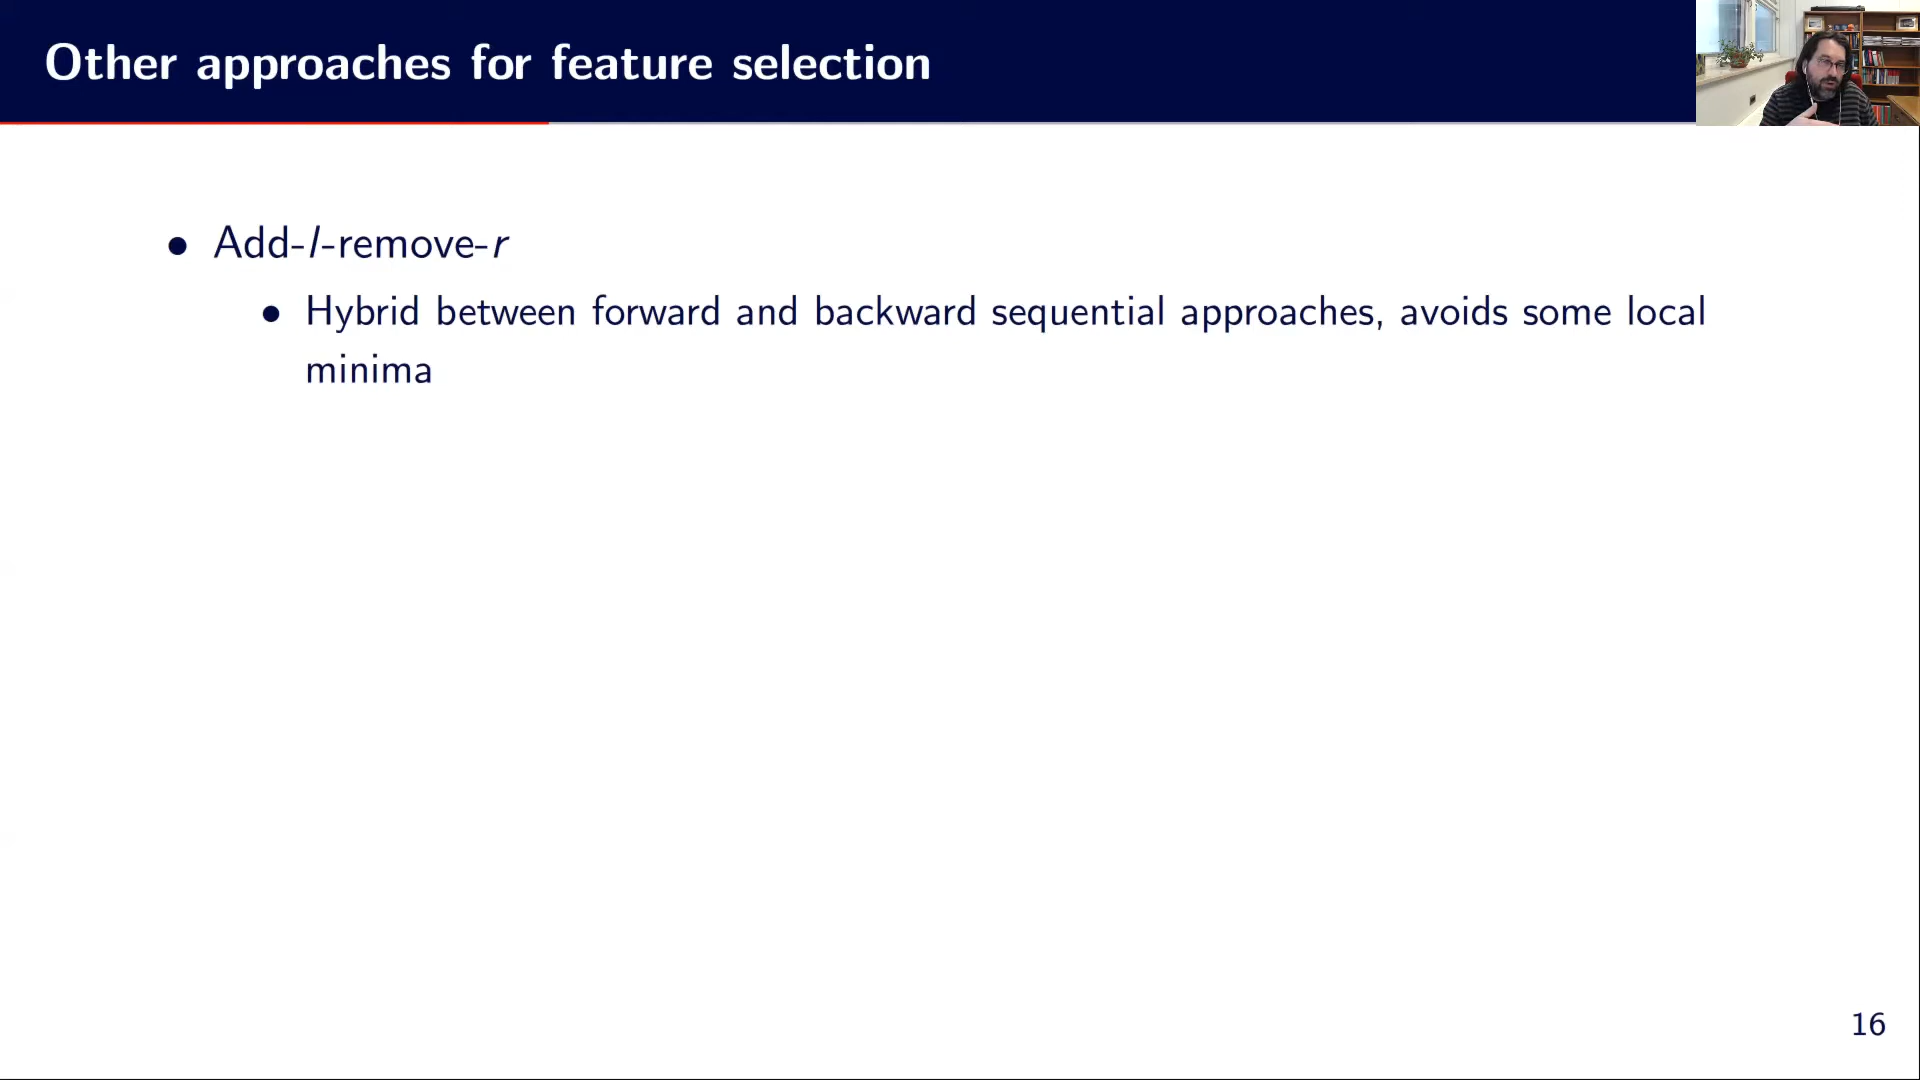 Other approaches for feature selection
• Add-l-remove-r
• Hybrid between forward and backward sequential approaches, avoids some local
minima
16